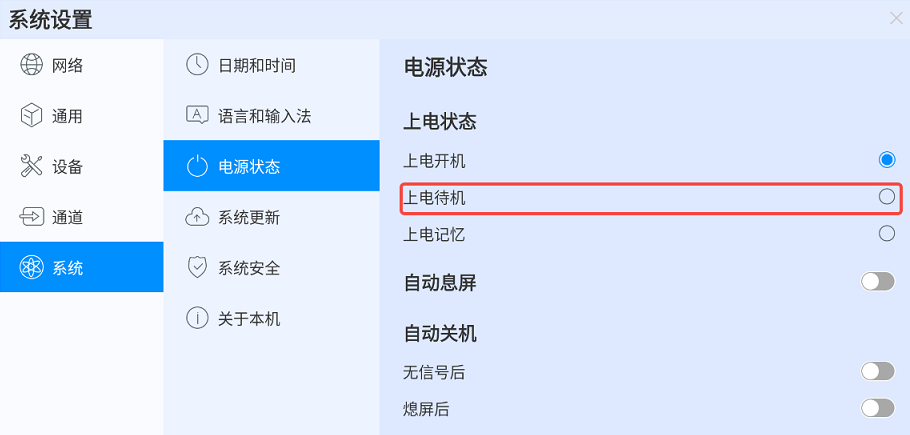 系统设置
网络
通用
设备
通道
系统
日期和时间
A
语言和输入法
电源状态
系统更新
系统安全
关于本机
电源状态
上电状态
上电开机
上电待机
上电记忆
自动息屏
自动关机
无信号后
熄屏后